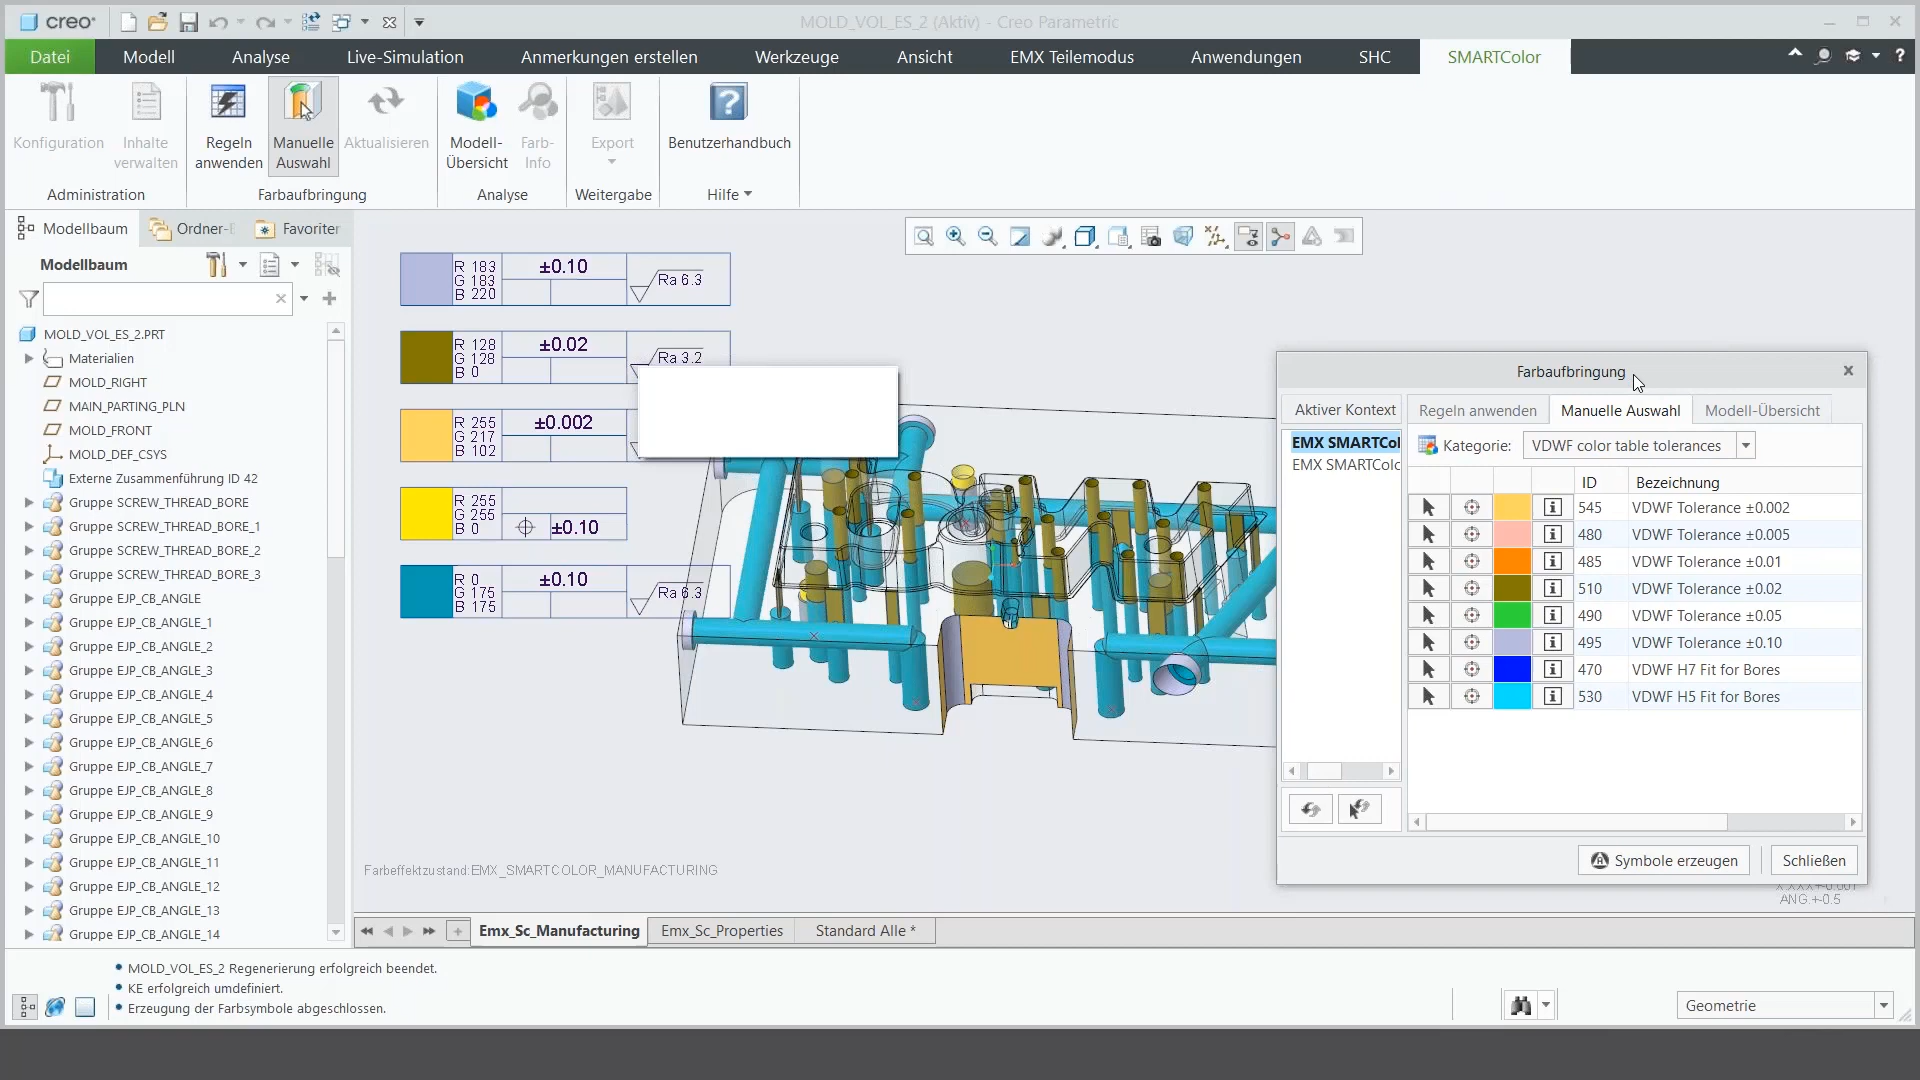 creo®
MOLD_VOL_ES_2 (Aktiv) - Creo Parametric
Datei
Modell
Analyse
Live-Simulation
Anmerkungen erstellen
Werkzeuge
Ansicht
EMX Teilemodus
Anwendungen
SHC
SMARTColor
Konfiguration
Inhalte verwalten
Regeln anwenden
Manuelle Auswahl
Aktualisieren
Modell-Übersicht
Farb-Info
Export
Benutzerhandbuch
Administration
Farbaufbringung
Analyse
Weitergabe
Hilfe
Modellbaum
Ordner-
Favoriter
Modellbaum
MOLD_VOL_ES_2.PRT
Materialien
MOLD_RIGHT
MAIN_PARTING_PLN
MOLD_FRONT
MOLD_DEF_CSYS
Externe Zusammenführung ID 42
Gruppe SCREW_THREAD_BORE
Gruppe SCREW_THREAD_BORE_1
Gruppe SCREW_THREAD_BORE_2
Gruppe SCREW_THREAD_BORE_3
Gruppe EJP_CB_ANGLE
Gruppe EJP_CB_ANGLE_1
Gruppe EJP_CB_ANGLE_2
Gruppe EJP_CB_ANGLE_3
Gruppe EJP_CB_ANGLE_4
Gruppe EJP_CB_ANGLE_5
Gruppe EJP_CB_ANGLE_6
Gruppe EJP_CB_ANGLE_7
Gruppe EJP_CB_ANGLE_8
Gruppe EJP_CB_ANGLE_9
Gruppe EJP_CB_ANGLE_10
Gruppe EJP_CB_ANGLE_11
Gruppe EJP_CB_ANGLE_12
Gruppe EJP_CB_ANGLE_13
Gruppe EJP_CB_ANGLE_14
R 183
G 183
B 220
±0.10
Ra 6.3
R 128
G 128
B 0
±0.02
Ra 3.2
R 255
G 217
B 102
±0.002
R 255
G 255
B 0
±0.10
R 0
G 175
B 175
±0.10
Ra 6.3
Farbeffektzustand:EMX_SMARTCOLOR_MANUFACTURING
Farbaufbringung
Aktiver Kontext
EMX SMARTCol
EMX SMARTColc
Regeln anwenden
Manuelle Auswahl
Modell-Übersicht
Kategorie:
VDWF color table tolerances
ID Bezeichnung
545 VDWF Tolerance ±0.002
480 VDWF Tolerance ±0.005
485 VDWF Tolerance ±0.01
510 VDWF Tolerance ±0.02
490 VDWF Tolerance ±0.05
495 VDWF Tolerance ±0.10
470 VDWF H7 Fit for Bores
530 VDWF H5 Fit for Bores
Symbole erzeugen
Schließen
X.XXX+-0.001
ANG.+-0.5
Emx_Sc_Manufacturing
Emx_Sc_Properties
Standard Alle *
MOLD_VOL_ES_2 Regenerierung erfolgreich beendet.
KE erfolgreich umdefiniert.
Erzeugung der Farbsymbole abgeschlossen.
Geometrie